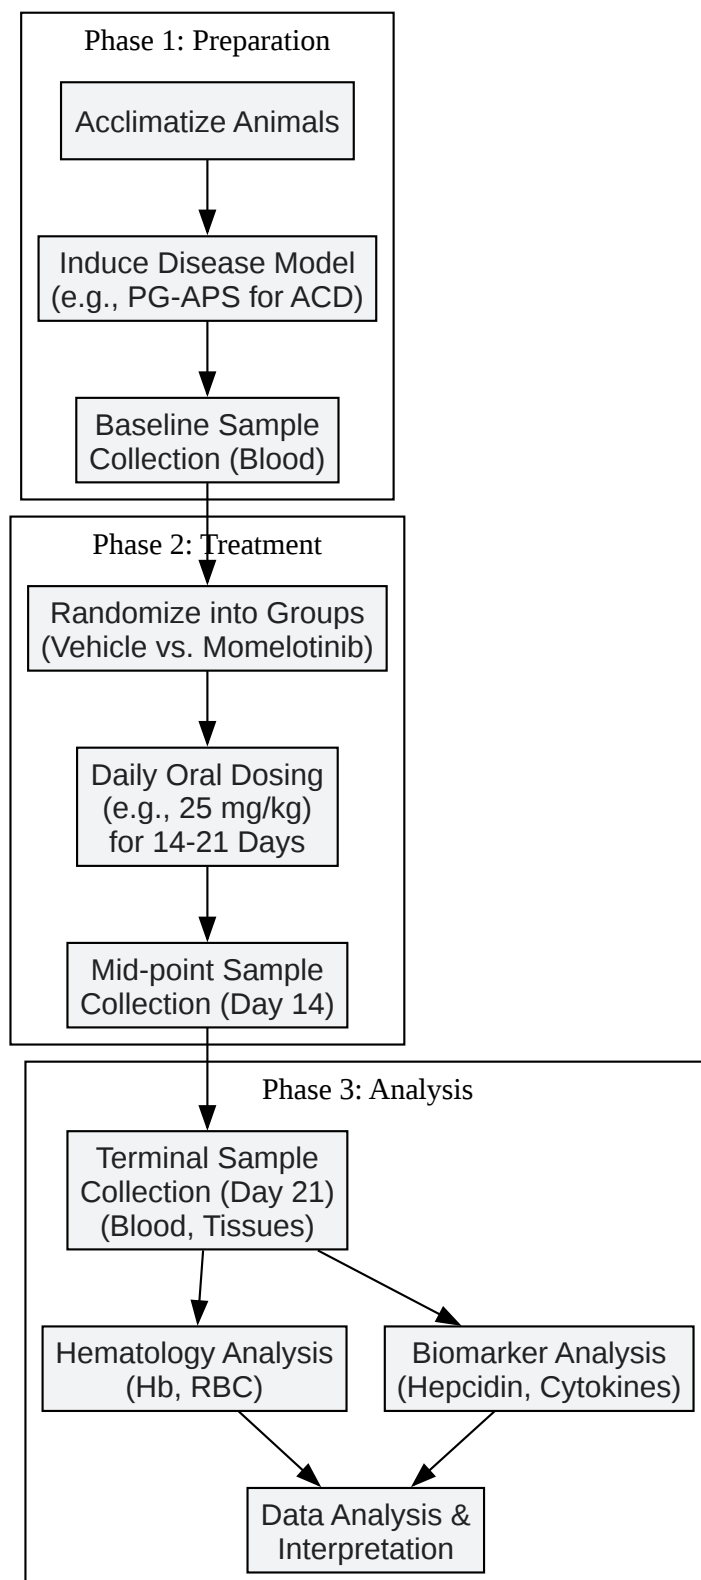 Phase 1: Preparation
Acclimatize Animals
Induce Disease Model
(e.g., PG-APS for ACD)
Baseline Sample
Collection (Blood)
Phase 2: Treatment
Randomize into Groups
(Vehicle vs. Momelotinib)
Daily Oral Dosing
(e.g., 25 mg/kg)
for 14-21 Days
Mid-point Sample
Collection (Day 14)
Phase 3: Analysis
Terminal Sample
Collection (Day 21)
(Blood, Tissues)
Hematology Analysis
(Hb, RBC)
Biomarker Analysis
(Hepcidin, Cytokines)
Data Analysis &
Interpretation